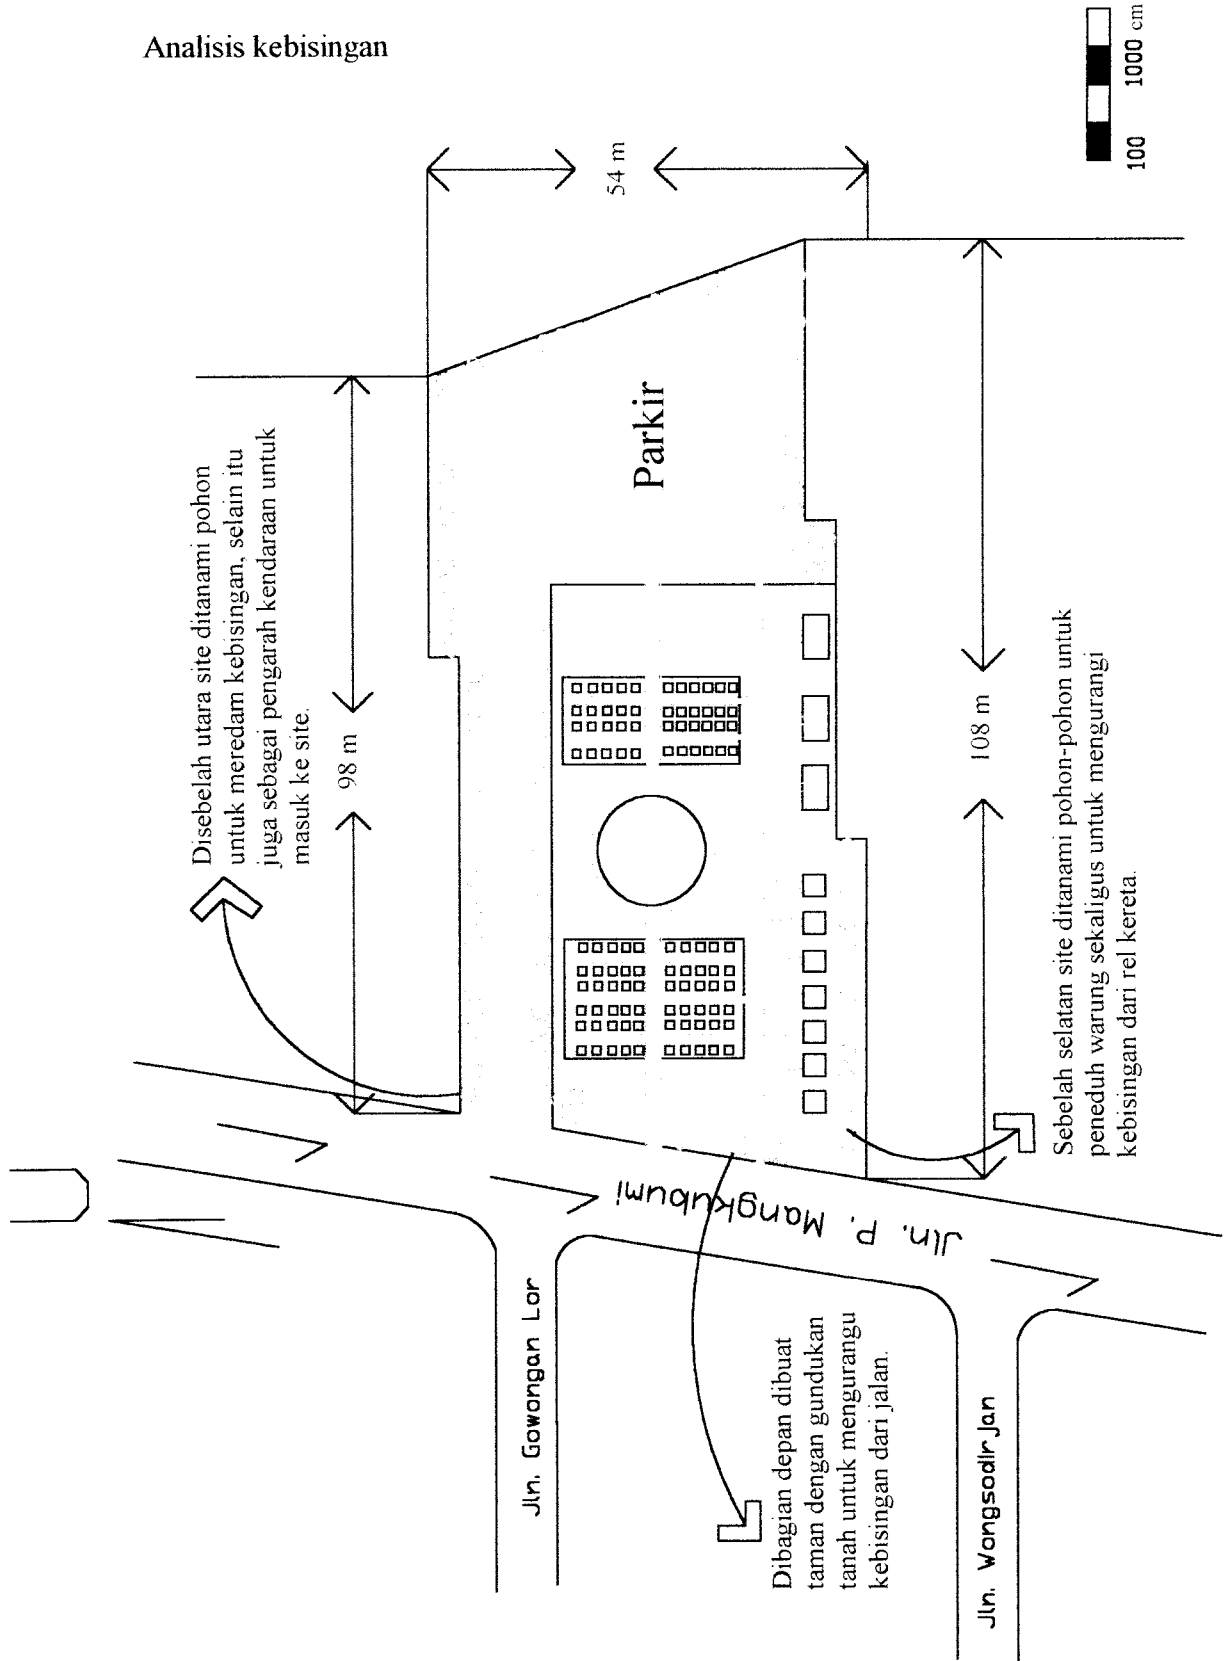 Analisis kebisingan
100 1000 cm
54 m
Disebelah utara site ditanami pohon
untuk meredam kebisingan, selain itu
juga sebagai pengarah kendaraan untuk
masuk ke site.
98 m
Parkir
108 m
Sebelah selatan site ditanami pohon-pohon untuk
peneduh warung sekaligus untuk mengurangi
kebisingan dari rel kereta.
Jln. P. Mangkubumi
Jln. Gowongan Lor
Dibagian depan dibuat
taman dengan gundukan
tanah untuk mengurangu
kebisingan dari jalan.
Jln. Wongsodirjan